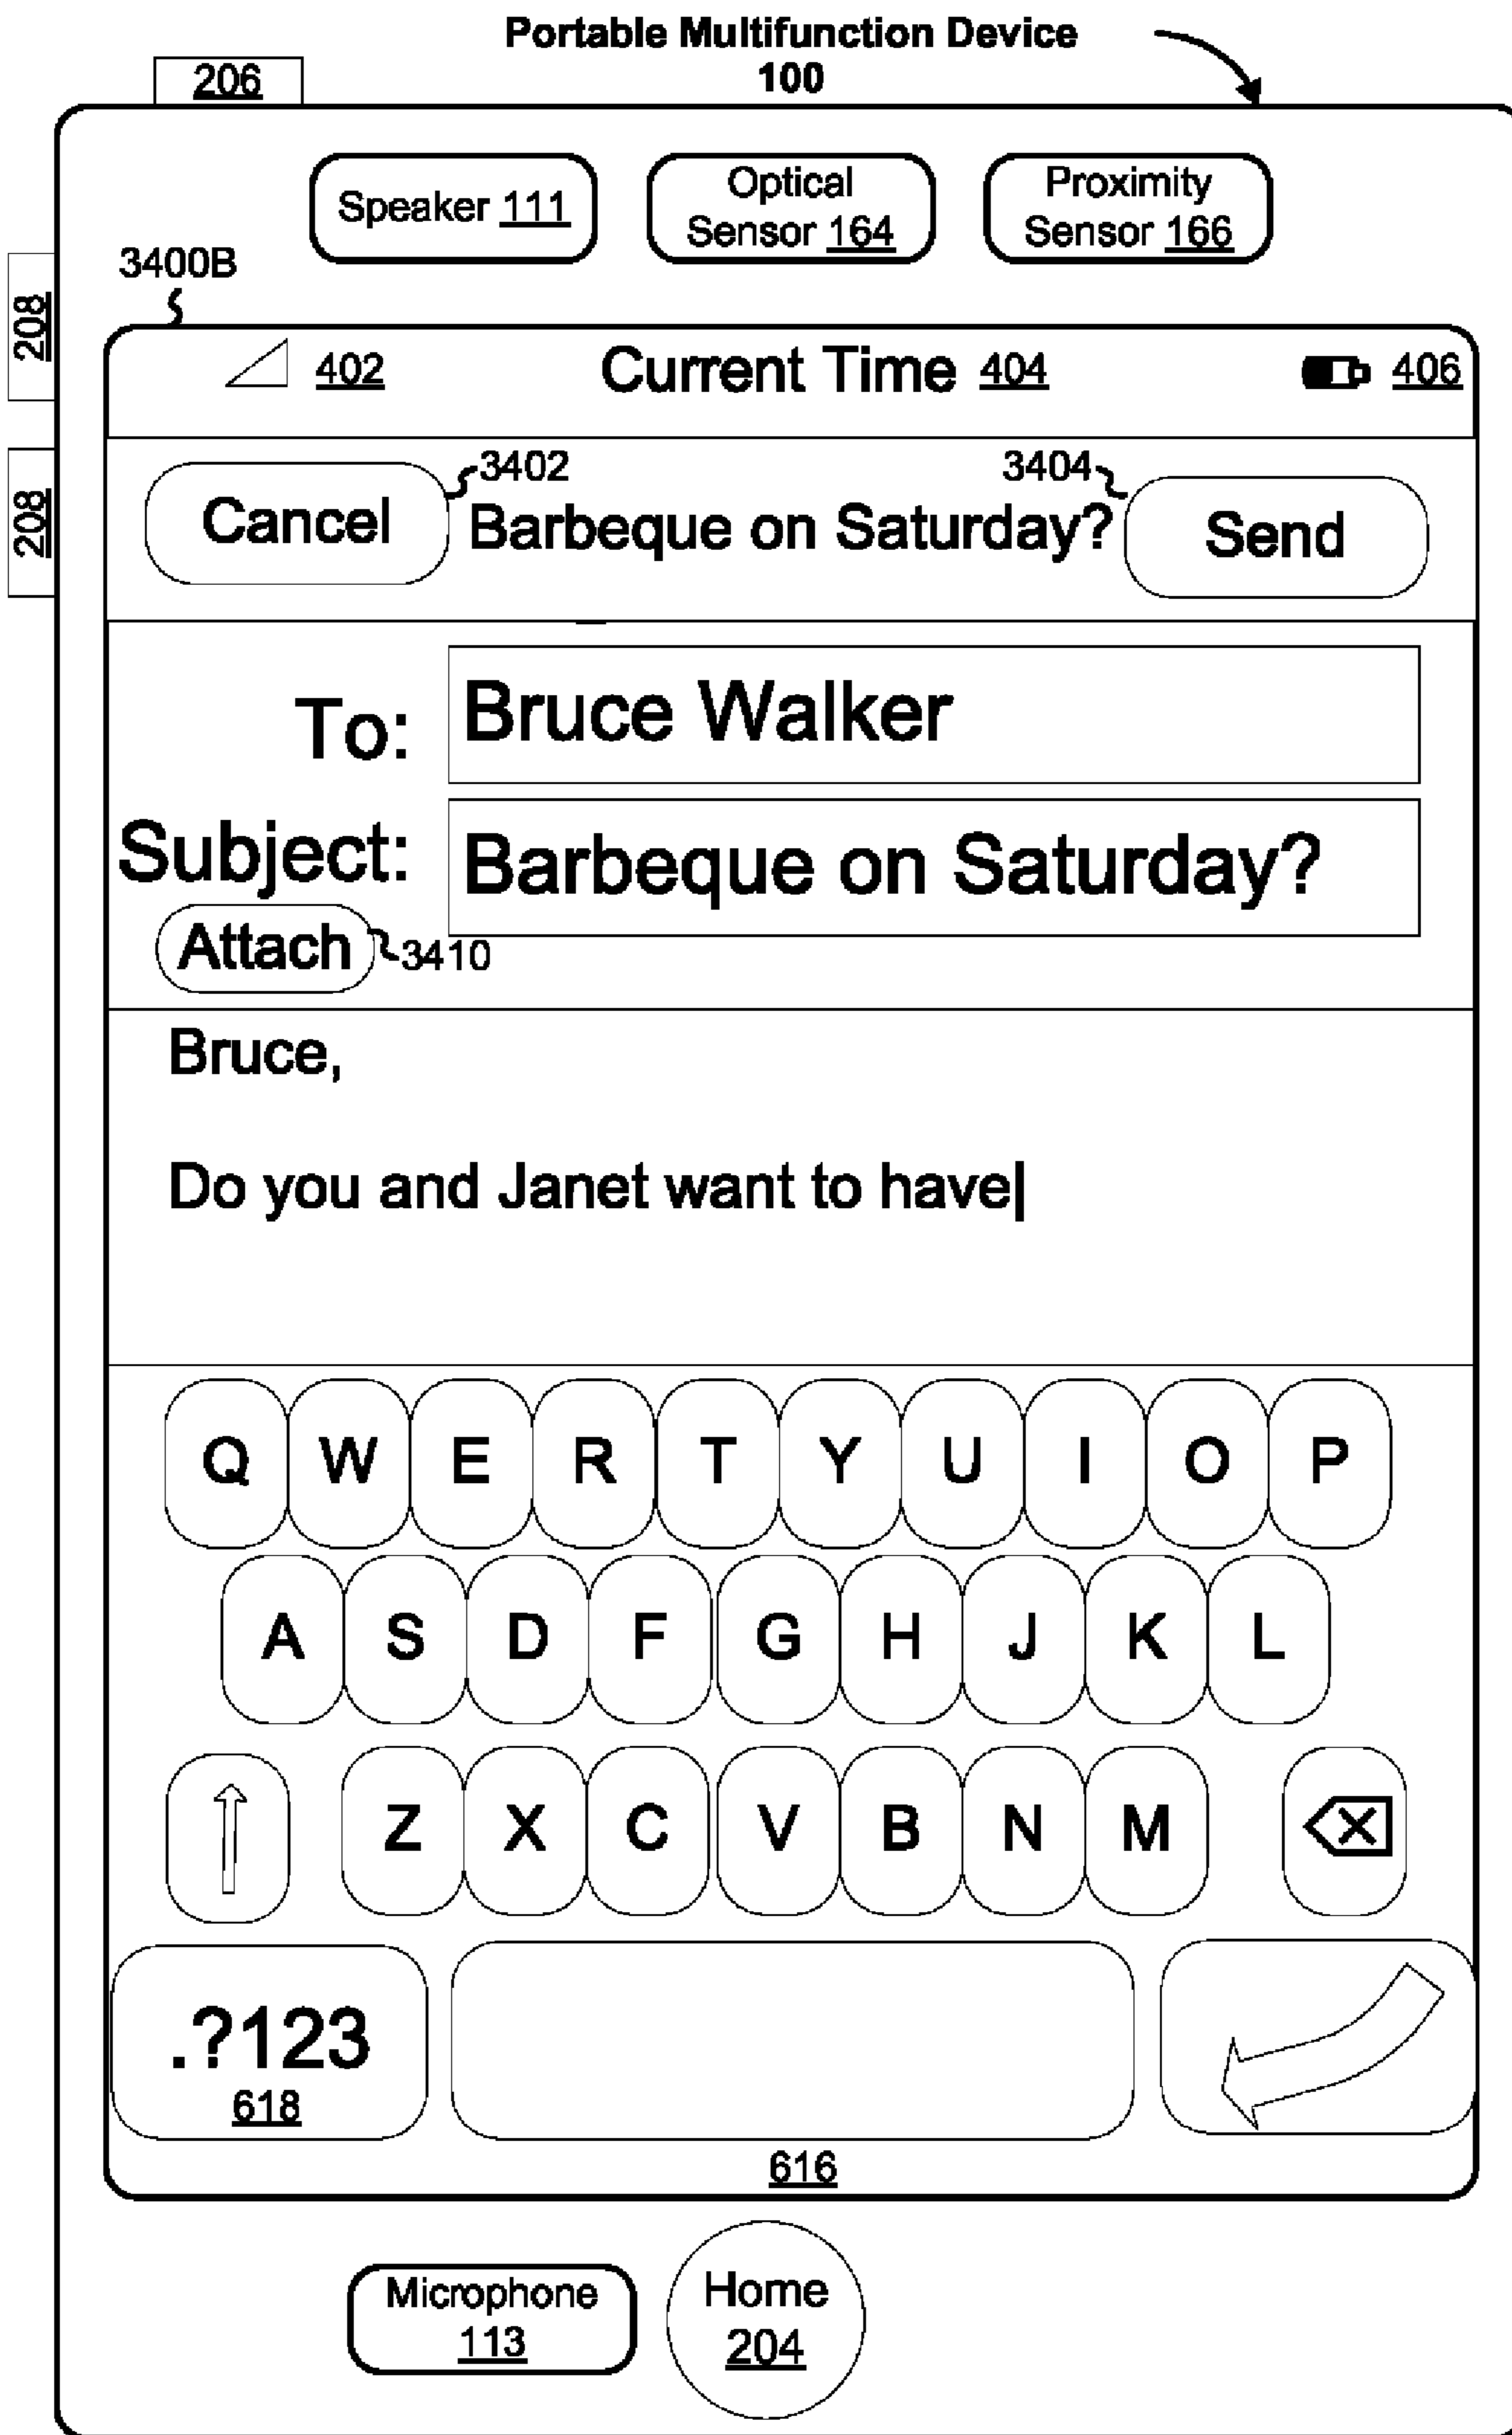 Portable Multifunction Device
100
206
Speaker 111
Optical
Sensor 164
Proximity
Sensor 166
3400B
208
402
Current Time 404
406
208
Cancel
3402
Barbeque on Saturday?
3404
Send
To:
Bruce Walker
Subject:
Barbeque on Saturday?
Attach
3410
Bruce,
Do you and Janet want to have|
Q W E R T Y U I O P
A S D F G H J K L
Z X C V B N M
.?123
618
616
Microphone
113
Home
204